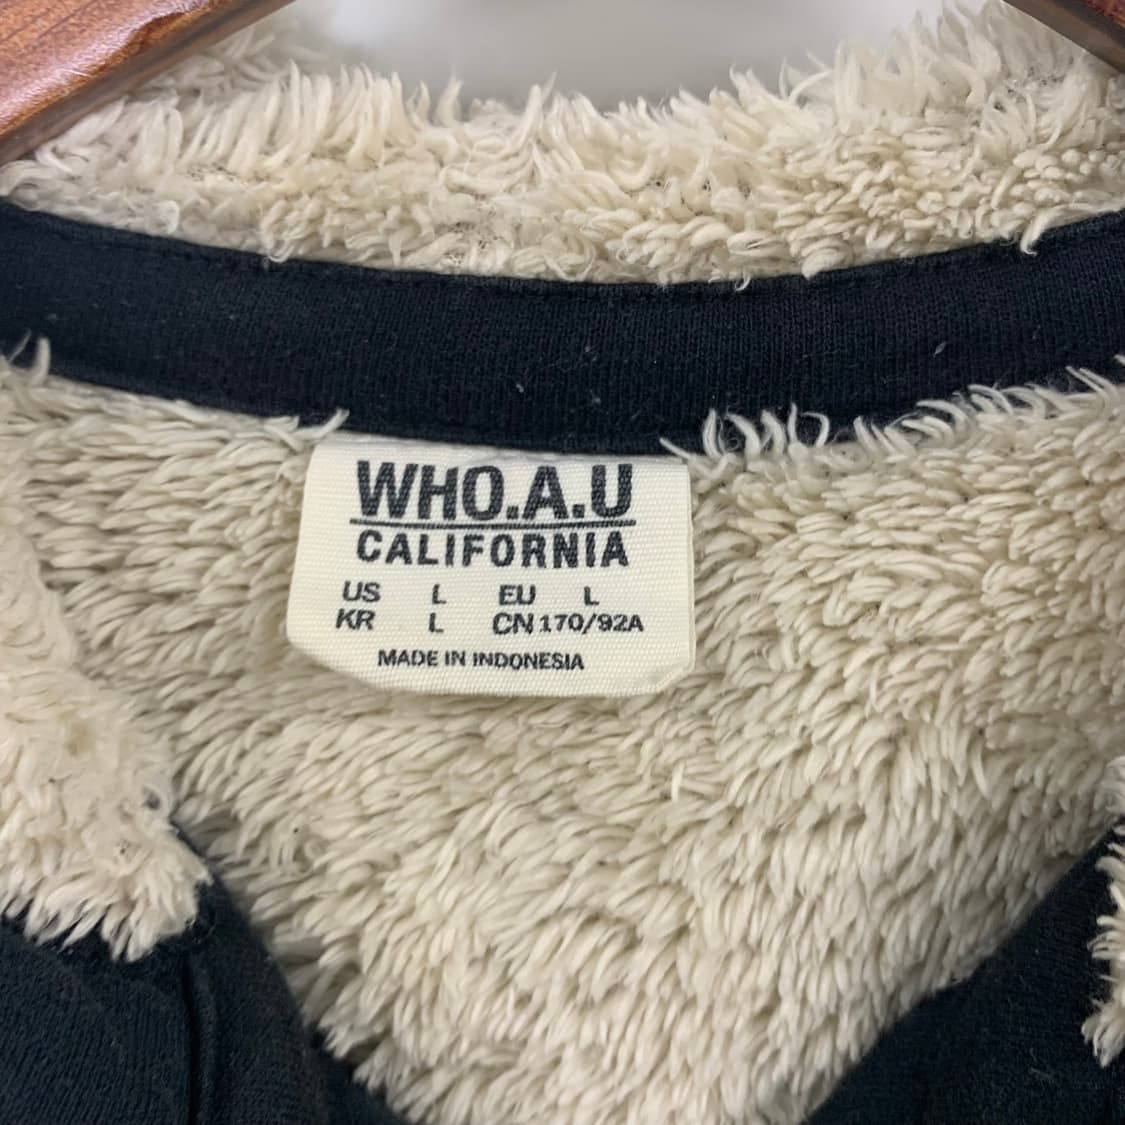 WHO.A.U
CALIFORNIA
US L EU L
KR L CN 170/92A
MADE IN INDONESIA